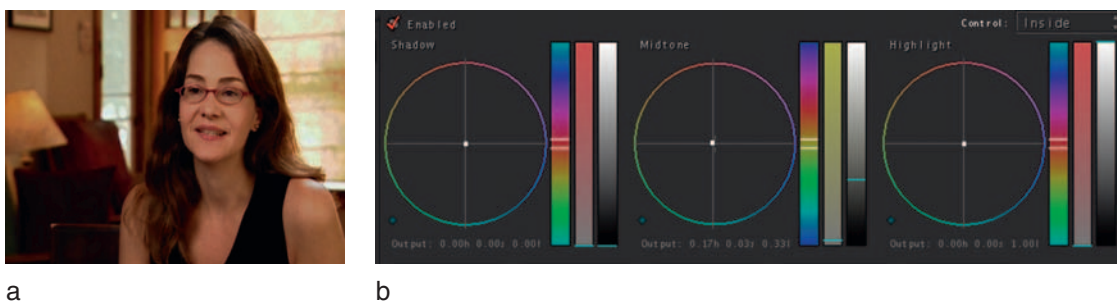 Enabled
Control: Inside
Shadow
Midtone
Highlight
Output: 0.00h 0.00s 0.00l
Output: 0.17h 0.03s 0.33l
Output: 0.00h 0.00s 1.00l
a
b